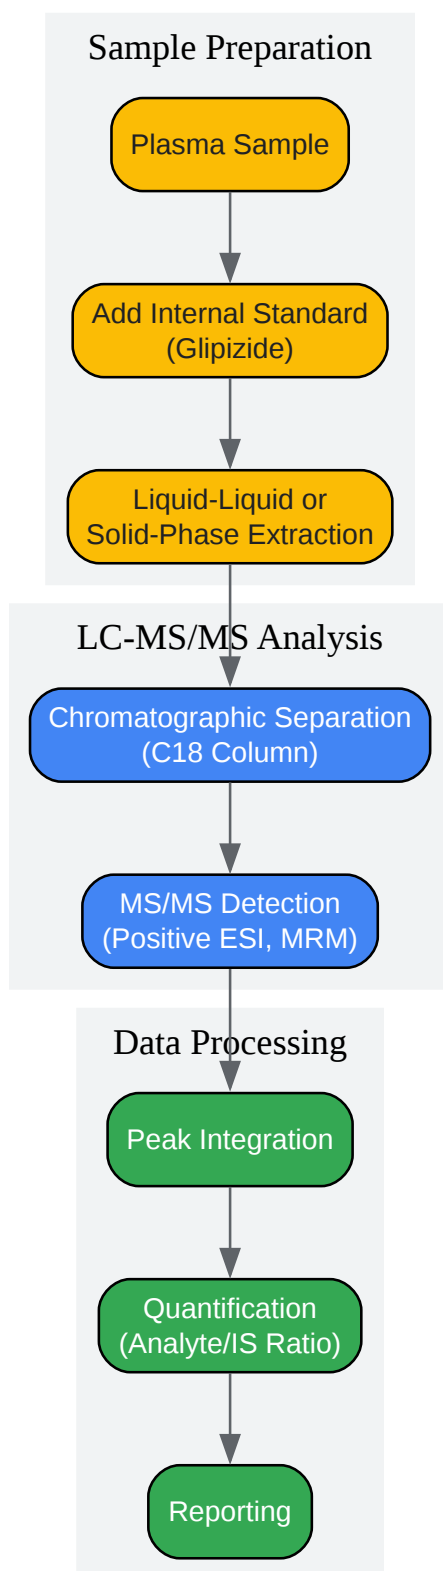 Sample Preparation
Plasma Sample
Add Internal Standard
(Glipizide)
Liquid-Liquid or
Solid-Phase Extraction
LC-MS/MS Analysis
Chromatographic Separation
(C18 Column)
MS/MS Detection
(Positive ESI, MRM)
Data Processing
Peak Integration
Quantification
(Analyte/IS Ratio)
Reporting